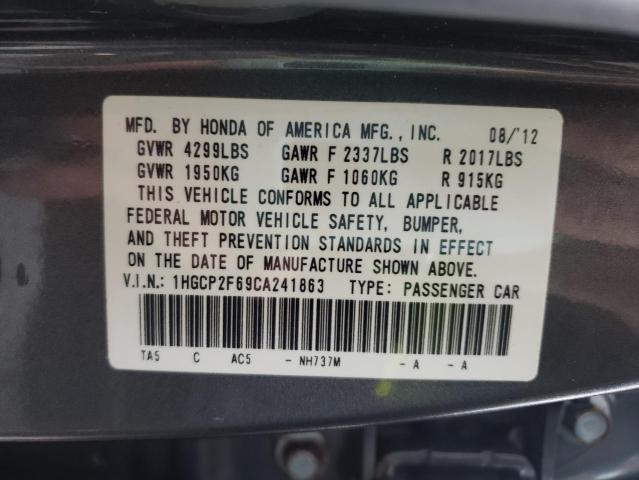 MFD. BY HONDA OF AMERICA MFG., INC. 08/'12
GVWR 4299LBS GAWR F 2337LBS R 2017LBS
GVWR 1950KG GAWR F 1060KG R 915KG
THIS VEHICLE CONFORMS TO ALL APPLICABLE
FEDERAL MOTOR VEHICLE SAFETY, BUMPER,
AND THEFT PREVENTION STANDARDS IN EFFECT
ON THE DATE OF MANUFACTURE SHOWN ABOVE.
V.I.N.: 1HGCP2F69CA241863 TYPE: PASSENGER CAR
TA5 C AC5 - NH737M - A - A